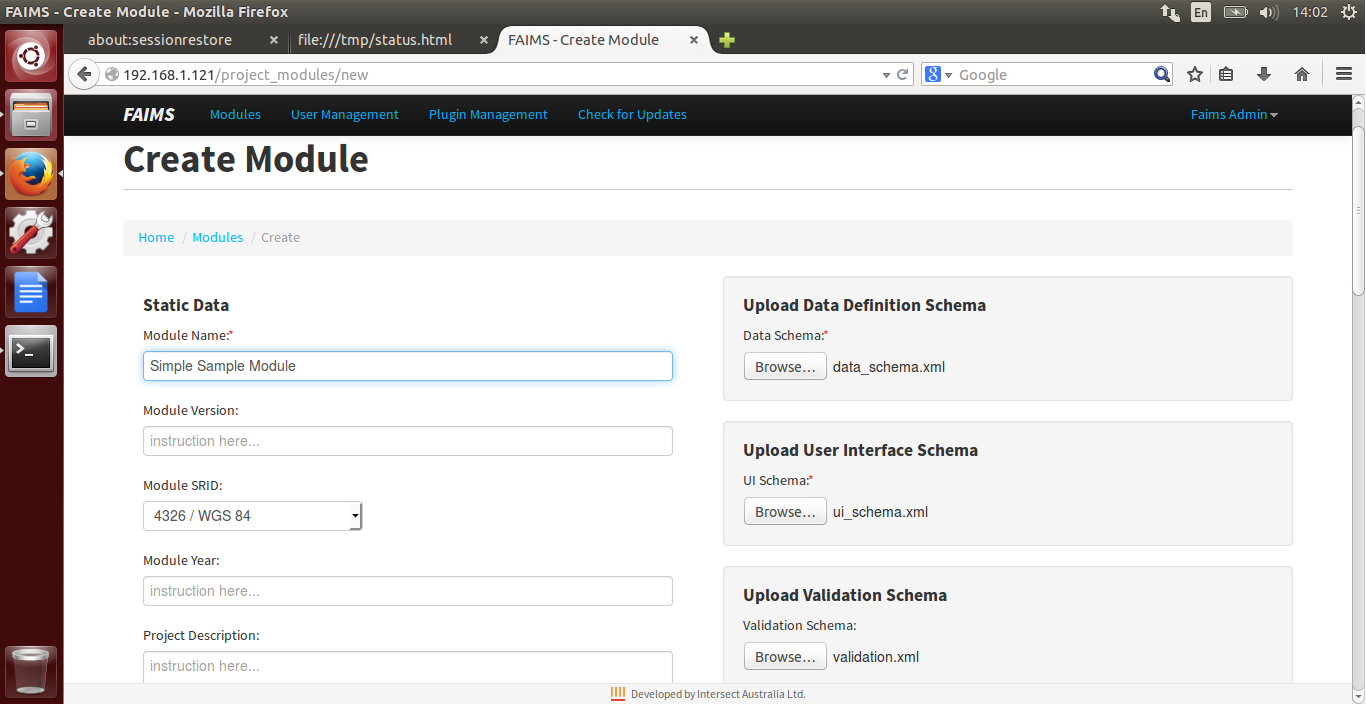 FAIMS - Create Module - Mozilla Firefox
En
14:02
about:sessionrestore
file:///tmp/status.html
FAIMS - Create Module
192.168.1.121/project_modules/new
8
Google
FAIMS
Modules
User Management
Plugin Management
Check for Updates
Faims Admin
Create Module
Home / Modules / Create
Static Data
Module Name:*
Simple Sample Module
Module Version:
instruction here...
Module SRID:
4326 / WGS 84
Module Year:
instruction here...
Project Description:
instruction here...
Upload Data Definition Schema
Data Schema:*
Browse... data_schema.xml
Upload User Interface Schema
UI Schema:*
Browse... ui_schema.xml
Upload Validation Schema
Validation Schema:
Browse... validation.xml
Developed by Intersect Australia Ltd.